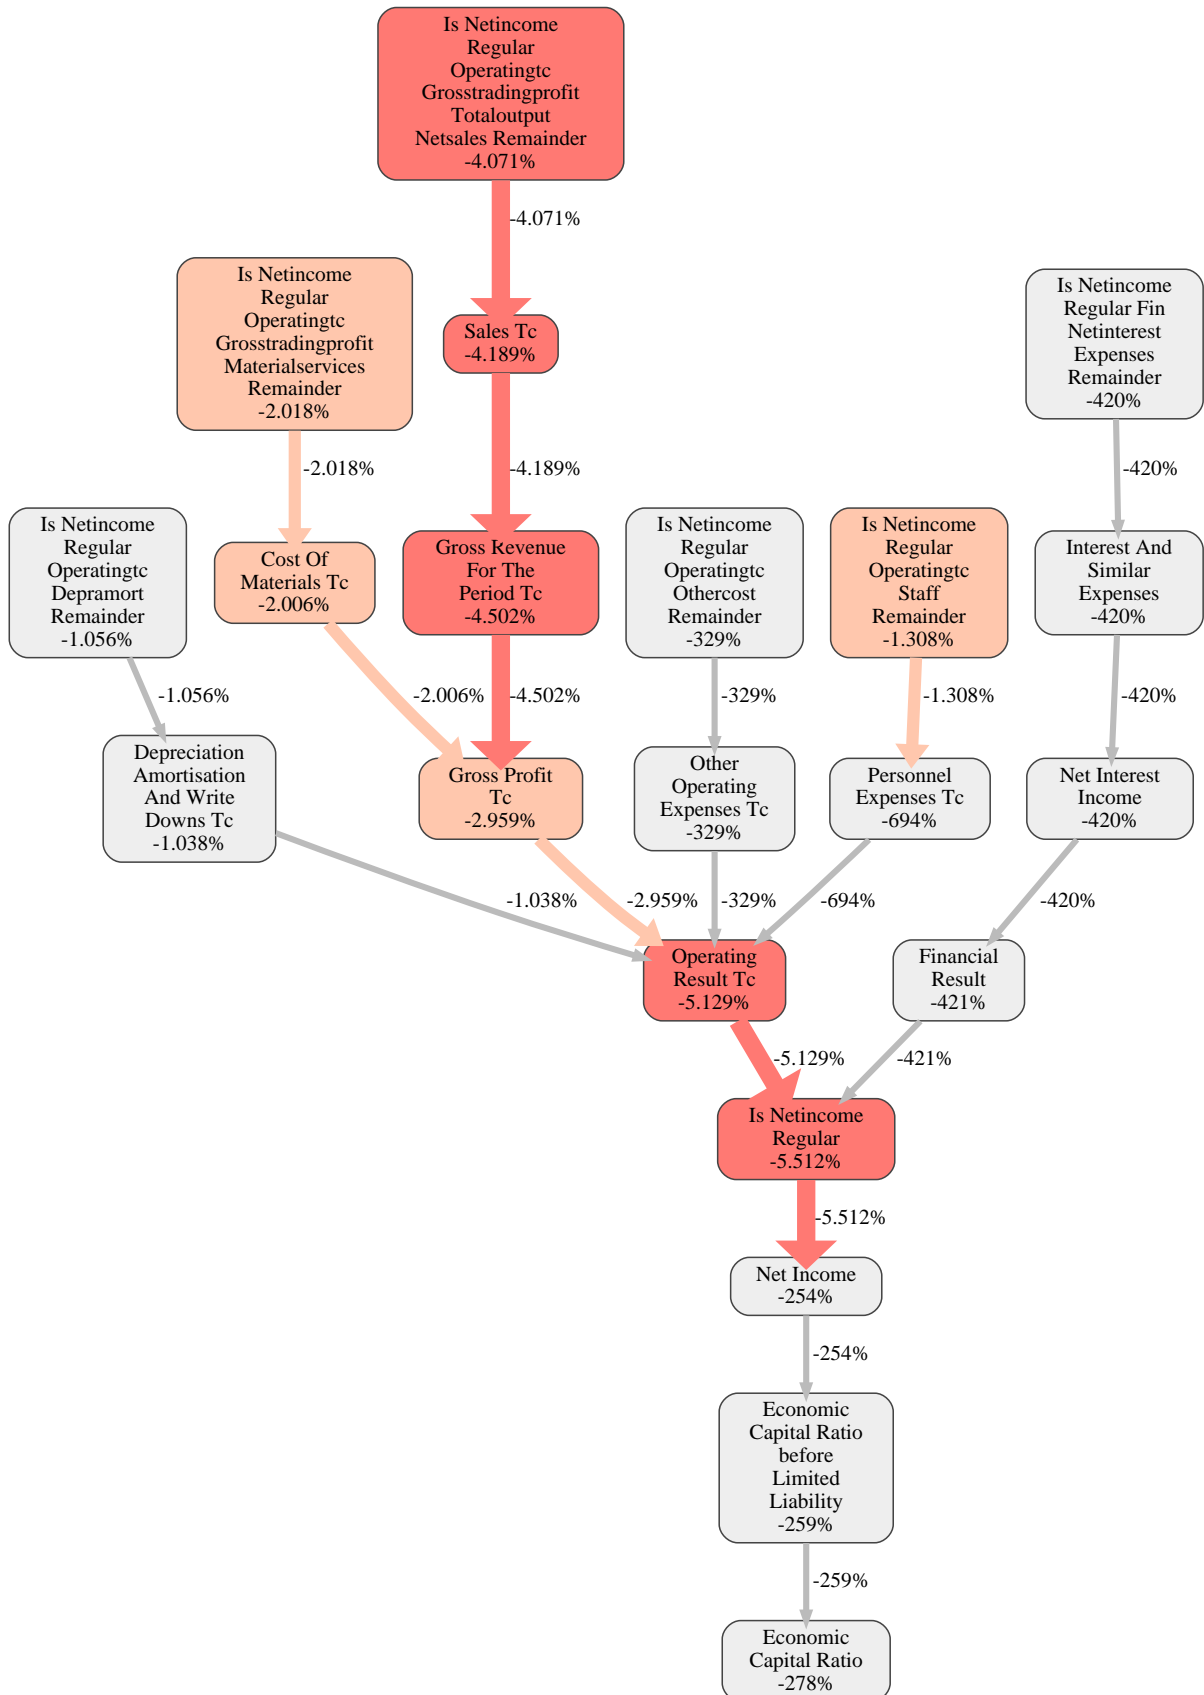 Is Netincome
Regular
Operatingtc
Grosstradingprofit
Totaloutput
Netsales Remainder
-4.071%
-4.071%
Is Netincome
Regular
Operatingtc
Grosstradingprofit
Materialservices
Remainder
-2.018%
Is Netincome
Regular Fin
Netinterest
Expenses
Remainder
-420%
Sales Tc
-4.189%
-2.018%
-4.189%
-420%
Is Netincome
Regular
Operatingtc
Depramort
Remainder
-1.056%
Cost Of
Materials Tc
-2.006%
Gross Revenue
For The
Period Tc
-4.502%
Is Netincome
Regular
Operatingtc
Othercost
Remainder
-329%
Is Netincome
Regular
Operatingtc
Staff
Remainder
-1.308%
Interest And
Similar
Expenses
-420%
-1.056%
-2.006%
-4.502%
-329%
-1.308%
-420%
Depreciation
Amortisation
And Write
Downs Tc
-1.038%
Gross Profit
Tc
-2.959%
Other
Operating
Expenses Tc
-329%
Personnel
Expenses Tc
-694%
Net Interest
Income
-420%
-1.038%
-2.959%
-329%
-694%
-420%
Operating
Result Tc
-5.129%
Financial
Result
-421%
-5.129%
-421%
Is Netincome
Regular
-5.512%
-5.512%
Net Income
-254%
-254%
Economic
Capital Ratio
before
Limited
Liability
-259%
-259%
Economic
Capital Ratio
-278%